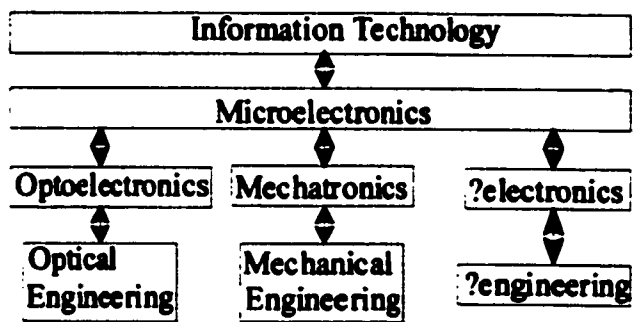 Information Technology
Microelectronics
Optoelectronics
Mechatronics
?electronics
Optical
Engineering
Mechanical
Engineering
?engineering